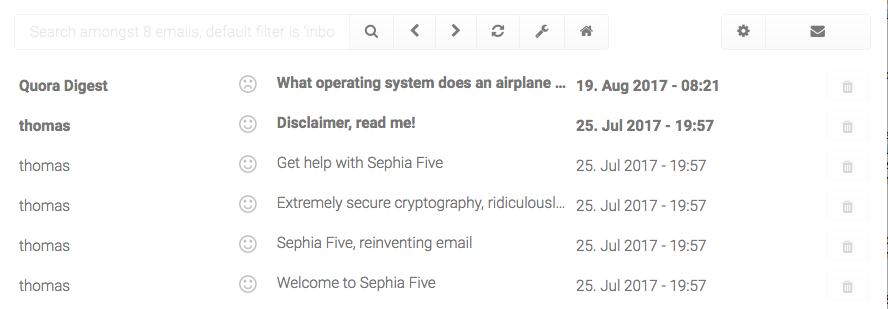 Search amongst 8 emails, default filter is 'inbo
Quora Digest What operating system does an airplane ... 19. Aug 2017 - 08:21
thomas Disclaimer, read me! 25. Jul 2017 - 19:57
thomas Get help with Sephia Five 25. Jul 2017 - 19:57
thomas Extremely secure cryptography, ridiculousl... 25. Jul 2017 - 19:57
thomas Sephia Five, reinventing email 25. Jul 2017 - 19:57
thomas Welcome to Sephia Five 25. Jul 2017 - 19:57